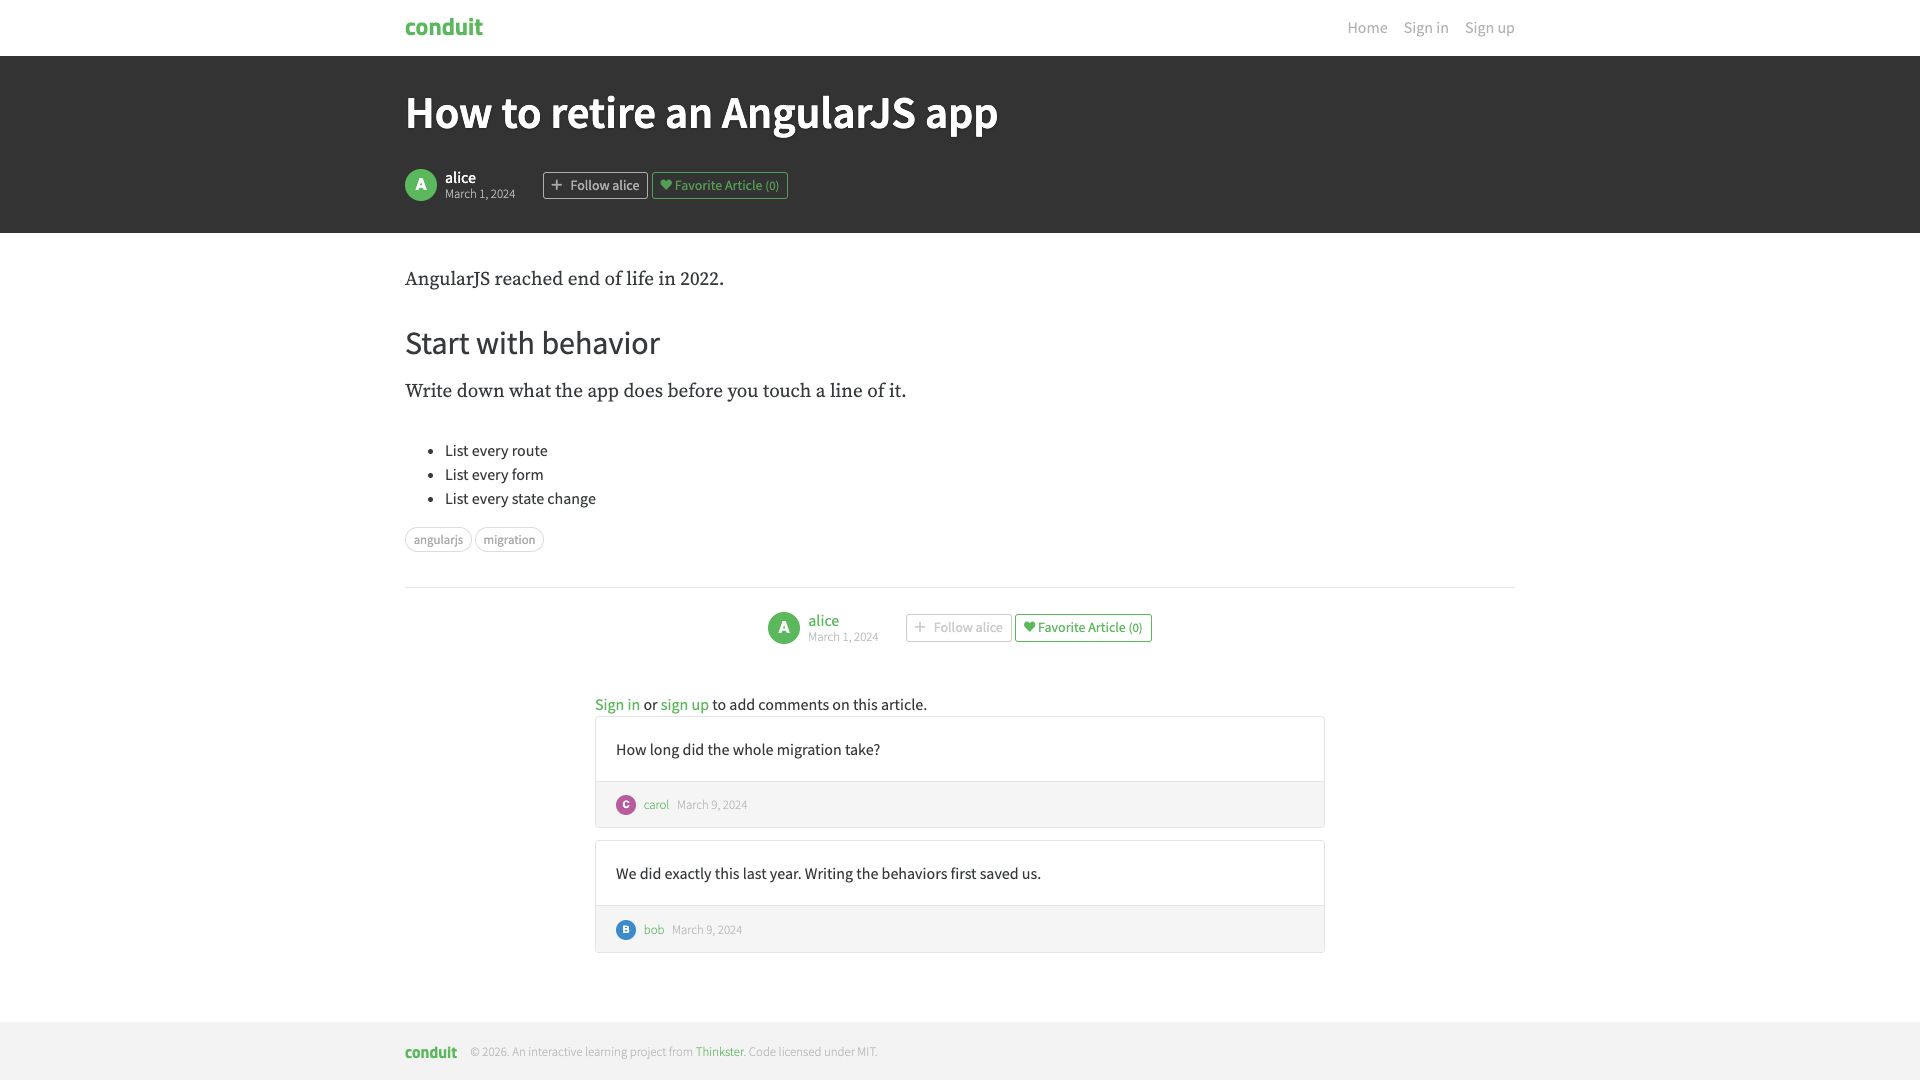 conduit
Home Sign in Sign up
How to retire an AngularJS app
A alice
March 1, 2024
Follow alice Favorite Article (0)
AngularJS reached end of life in 2022.
Start with behavior
Write down what the app does before you touch a line of it.
List every route
List every form
List every state change
angularjs migration
A alice
March 1, 2024
Follow alice Favorite Article (0)
Sign in or sign up to add comments on this article.
How long did the whole migration take?
C carol March 9, 2024
We did exactly this last year. Writing the behaviors first saved us.
B bob March 9, 2024
conduit © 2026. An interactive learning project from Thinkster. Code licensed under MIT.